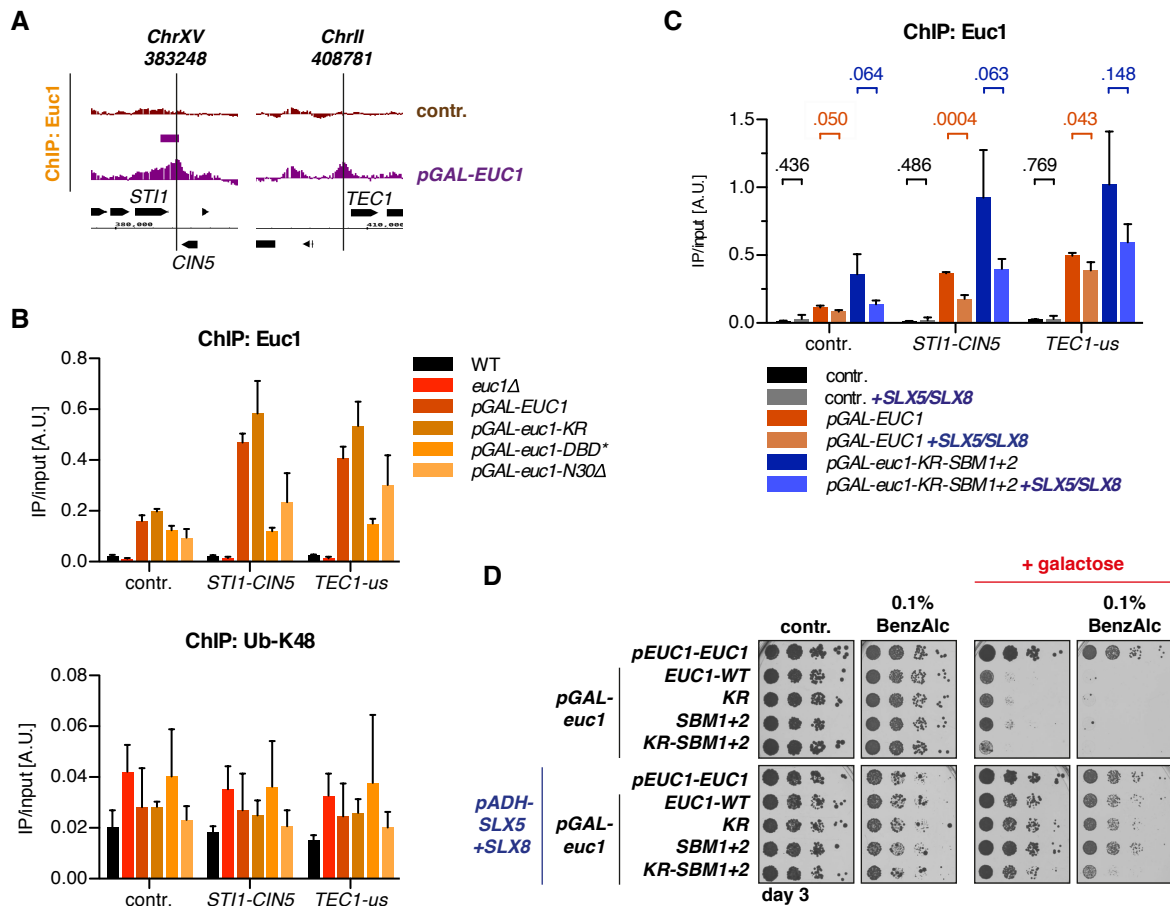 A
ChrXV
383248
ChrII
408781
ChIP: Euc1
contr.
pGAL-EUC1
STI1
TEC1
380,000
410,000
CIN5
B
ChIP: Euc1
IP/input [A.U.]
0.8
0.6
0.4
0.2
0.0
contr.
STI1-CIN5
TEC1-us
WT
euc1Δ
pGAL-EUC1
pGAL-euc1-KR
pGAL-euc1-DBD*
pGAL-euc1-N30Δ
ChIP: Ub-K48
IP/input [A.U.]
0.08
0.06
0.04
0.02
0.00
contr.
STI1-CIN5
TEC1-us
C
ChIP: Euc1
.064
.063
.148
.050
.0004
.043
.436
.486
.769
IP/input [A.U.]
1.5
1.0
0.5
0.0
contr.
STI1-CIN5
TEC1-us
contr.
contr. +SLX5/SLX8
pGAL-EUC1
pGAL-EUC1 +SLX5/SLX8
pGAL-euc1-KR-SBM1+2
pGAL-euc1-KR-SBM1+2 +SLX5/SLX8
D
+ galactose
contr.
0.1%
BenzAlc
0.1%
BenzAlc
pEUC1-EUC1
pGAL-
euc1
EUC1-WT
KR
SBM1+2
KR-SBM1+2
pADH-
SLX5
+SLX8
pEUC1-EUC1
pGAL-
euc1
EUC1-WT
KR
SBM1+2
KR-SBM1+2
day 3